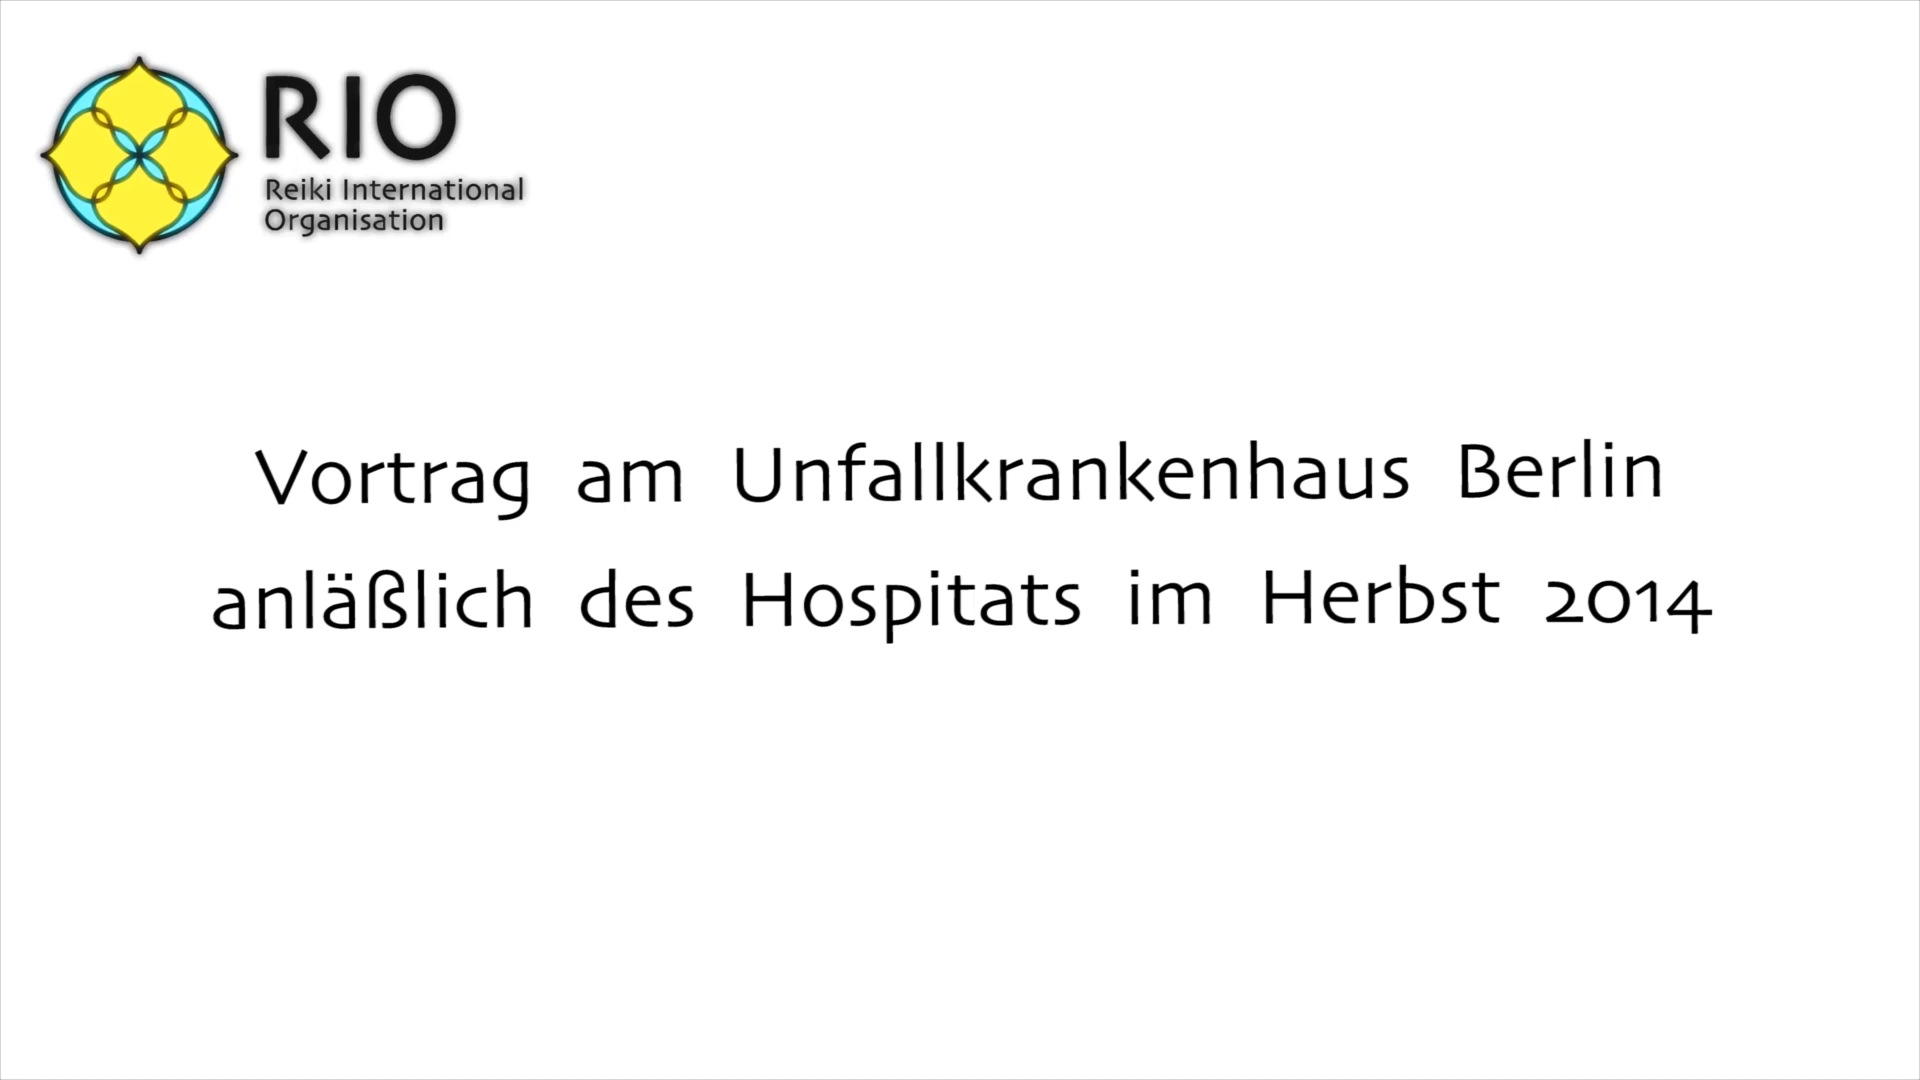 RIO
Reiki International
Organisation
Vortrag am Unfallkrankenhaus Berlin
anläßlich des Hospitats im Herbst 2014